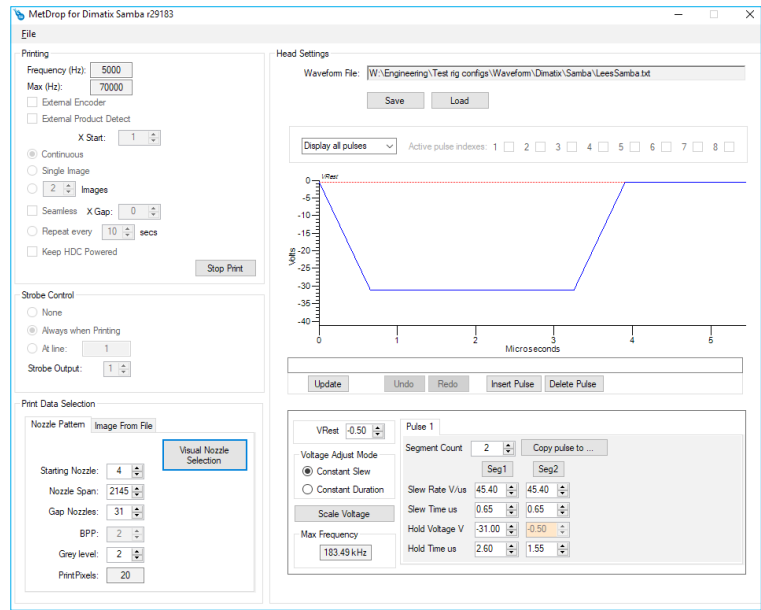 MetDrop for Dimatix Samba r29183
File
Printing
Frequency (Hz): 5000
Max (Hz): 70000
External Encoder
External Product Detect
X Start: 1
Continuous
Single Image
2 Images
Seamless X Gap: 0
Repeat every 10 secs
Keep HDC Powered
Stop Print
Strobe Control
None
Always when Printing
At line: 1
Strobe Output: 1
Print Data Selection
Nozzle Pattern Image From File
Visual Nozzle
Selection
Starting Nozzle: 4
Nozzle Span: 2145
Gap Nozzles: 31
BPP: 2
Grey level: 2
PrintPixels: 20
Head Settings
Waveform File: W:\Engineering\Test rig configs\Waveform\Dimatix\Samba\LeesSamba.txt
Save Load
Display all pulses Active pulse indexes: 1 2 3 4 5 6 7 8
VRest
0
-5
-10
-15
-20
-25
-30
-35
-40
Volts
0 1 2 3 4 5
Microseconds
Update Undo Redo Insert Pulse Delete Pulse
VRest -0.50
Voltage Adjust Mode
Constant Slew
Constant Duration
Scale Voltage
Max Frequency
183.49 kHz
Pulse 1
Segment Count 2 Copy pulse to ...
Seg1 Seg2
Slew Rate V/us 45.40 45.40
Slew Time us 0.65 0.65
Hold Voltage V -31.00 -0.50
Hold Time us 2.60 1.55